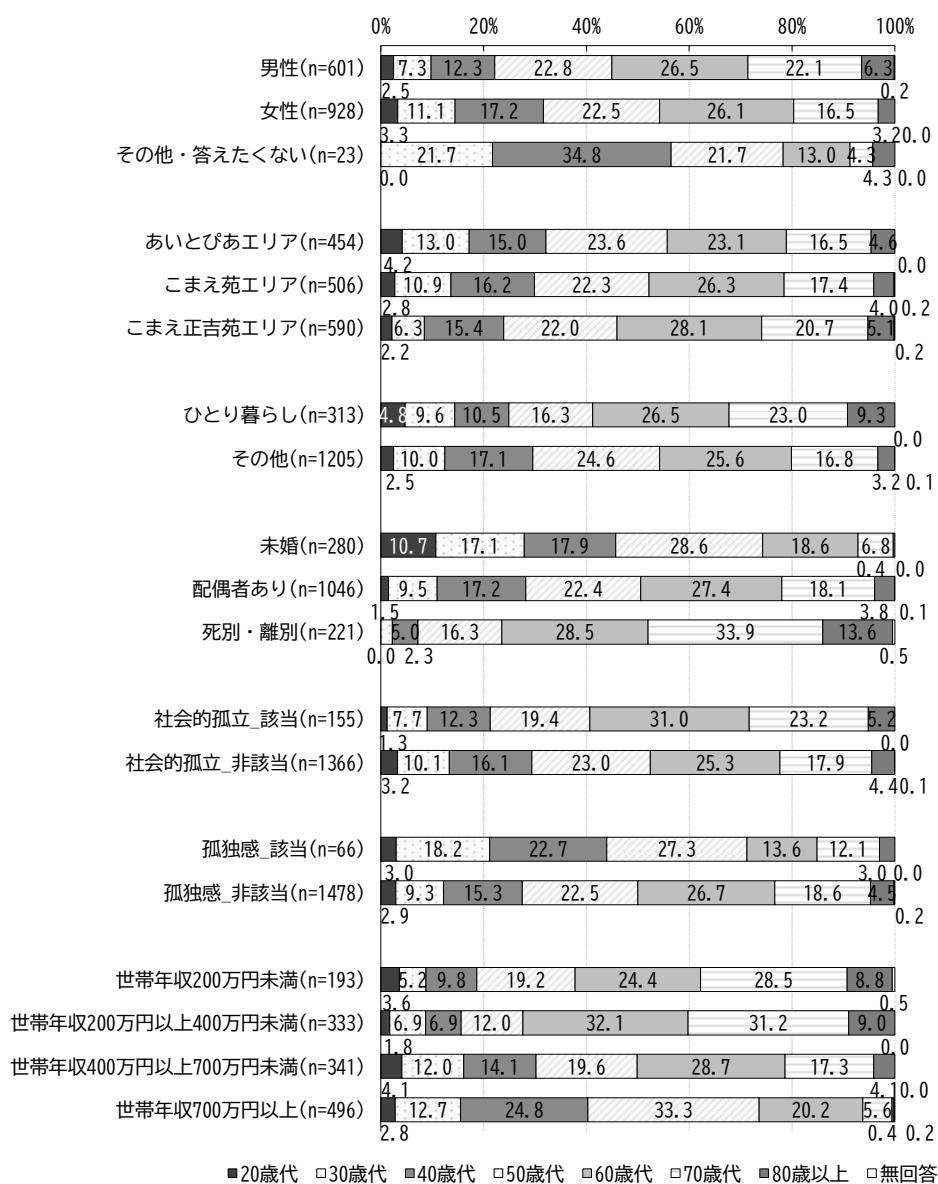 0% 20% 40% 60% 80% 100%
男性(n=601) 7.3 12.3 22.8 26.5 22.1 6.3
2.5 0.2
女性(n=928) 11.1 17.2 22.5 26.1 16.5
3.3 3.2 0.0
その他・答えたくない(n=23) 21.7 34.8 21.7 13.0 4.3
0.0 4.3 0.0
あいとぴあエリア(n=454) 13.0 15.0 23.6 23.1 16.5 4.6
4.2 0.0
こまえ苑エリア(n=506) 10.9 16.2 22.3 26.3 17.4
2.8 4.0 0.2
こまえ正吉苑エリア(n=590) 6.3 15.4 22.0 28.1 20.7 5.1
2.2 0.2
ひとり暮らし(n=313) 4.8 9.6 10.5 16.3 26.5 23.0 9.3
0.0
その他(n=1205) 10.0 17.1 24.6 25.6 16.8
2.5 3.2 0.1
未婚(n=280) 10.7 17.1 17.9 28.6 18.6 6.8
0.4 0.0
配偶者あり(n=1046) 9.5 17.2 22.4 27.4 18.1
1.5 3.8 0.1
死別・離別(n=221) 5.0 16.3 28.5 33.9 13.6
0.0 2.3 0.5
社会的孤立_該当(n=155) 7.7 12.3 19.4 31.0 23.2 5.2
1.3 0.0
社会的孤立_非該当(n=1366) 10.1 16.1 23.0 25.3 17.9
3.2 4.4 0.1
孤独感_該当(n=66) 18.2 22.7 27.3 13.6 12.1
3.0 3.0 0.0
孤独感_非該当(n=1478) 9.3 15.3 22.5 26.7 18.6 4.5
2.9 0.2
世帯年収200万円未満(n=193) 5.2 9.8 19.2 24.4 28.5 8.8
3.6 0.5
世帯年収200万円以上400万円未満(n=333) 6.9 6.9 12.0 32.1 31.2 9.0
1.8 0.0
世帯年収400万円以上700万円未満(n=341) 12.0 14.1 19.6 28.7 17.3
4.1 4.1 0.0
世帯年収700万円以上(n=496) 12.7 24.8 33.3 20.2 5.6
2.8 0.4 0.2
20歳代 30歳代 40歳代 50歳代 60歳代 70歳代 80歳以上 無回答